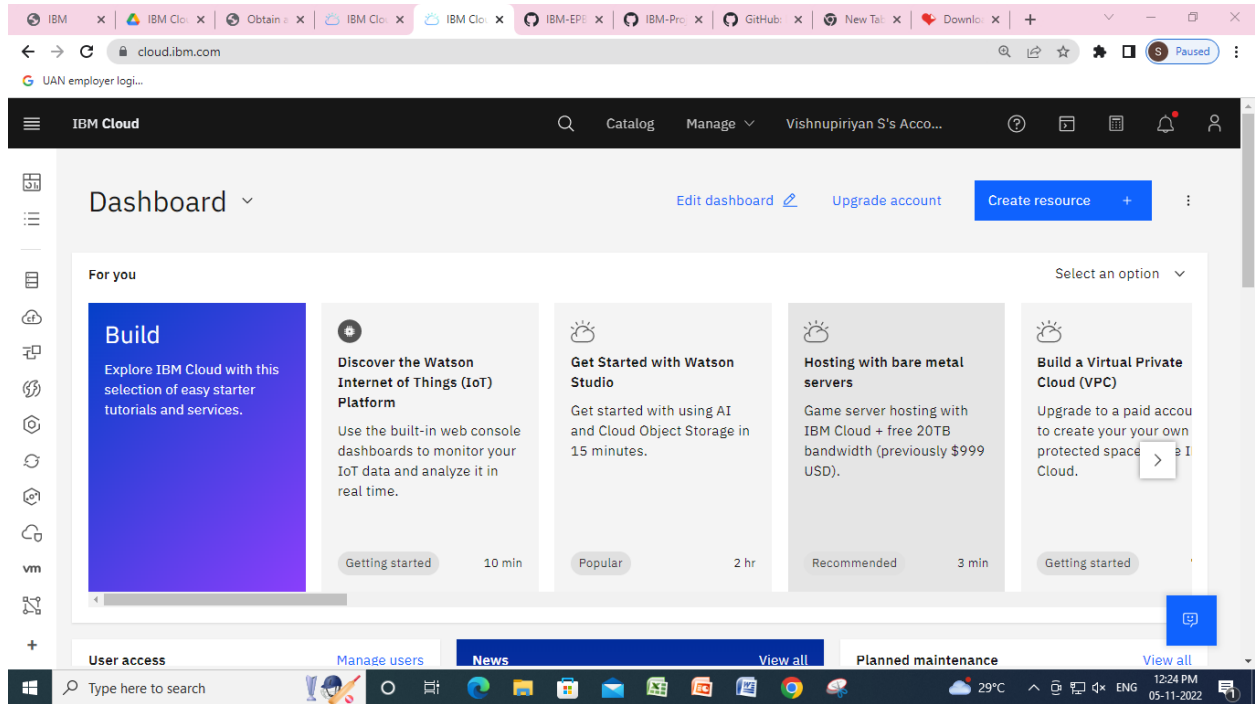 IBM
IBM Clou
Obtain a
IBM Clou
IBM Clou
IBM-EPB
IBM-Pro
GitHub:
New Tab
Downloa
cloud.ibm.com
S Paused
G UAN employer logi...
IBM Cloud
Catalog
Manage
Vishnupiriyan S's Acco...
Dashboard
Edit dashboard
Upgrade account
Create resource +
For you
Select an option
Build
Explore IBM Cloud with this
selection of easy starter
tutorials and services.
Discover the Watson
Internet of Things (IoT)
Platform
Use the built-in web console
dashboards to monitor your
IoT data and analyze it in
real time.
Getting started
10 min
Get Started with Watson
Studio
Get started with using AI
and Cloud Object Storage in
15 minutes.
Popular
2 hr
Hosting with bare metal
servers
Game server hosting with
IBM Cloud + free 20TB
bandwidth (previously $999
USD).
Recommended
3 min
Build a Virtual Private
Cloud (VPC)
Upgrade to a paid accou
to create your your own
protected space
Cloud.
Getting started
cf
vm
User access
Manage users
News
View all
Planned maintenance
View all
Type here to search
29°C
ENG
12:24 PM
05-11-2022